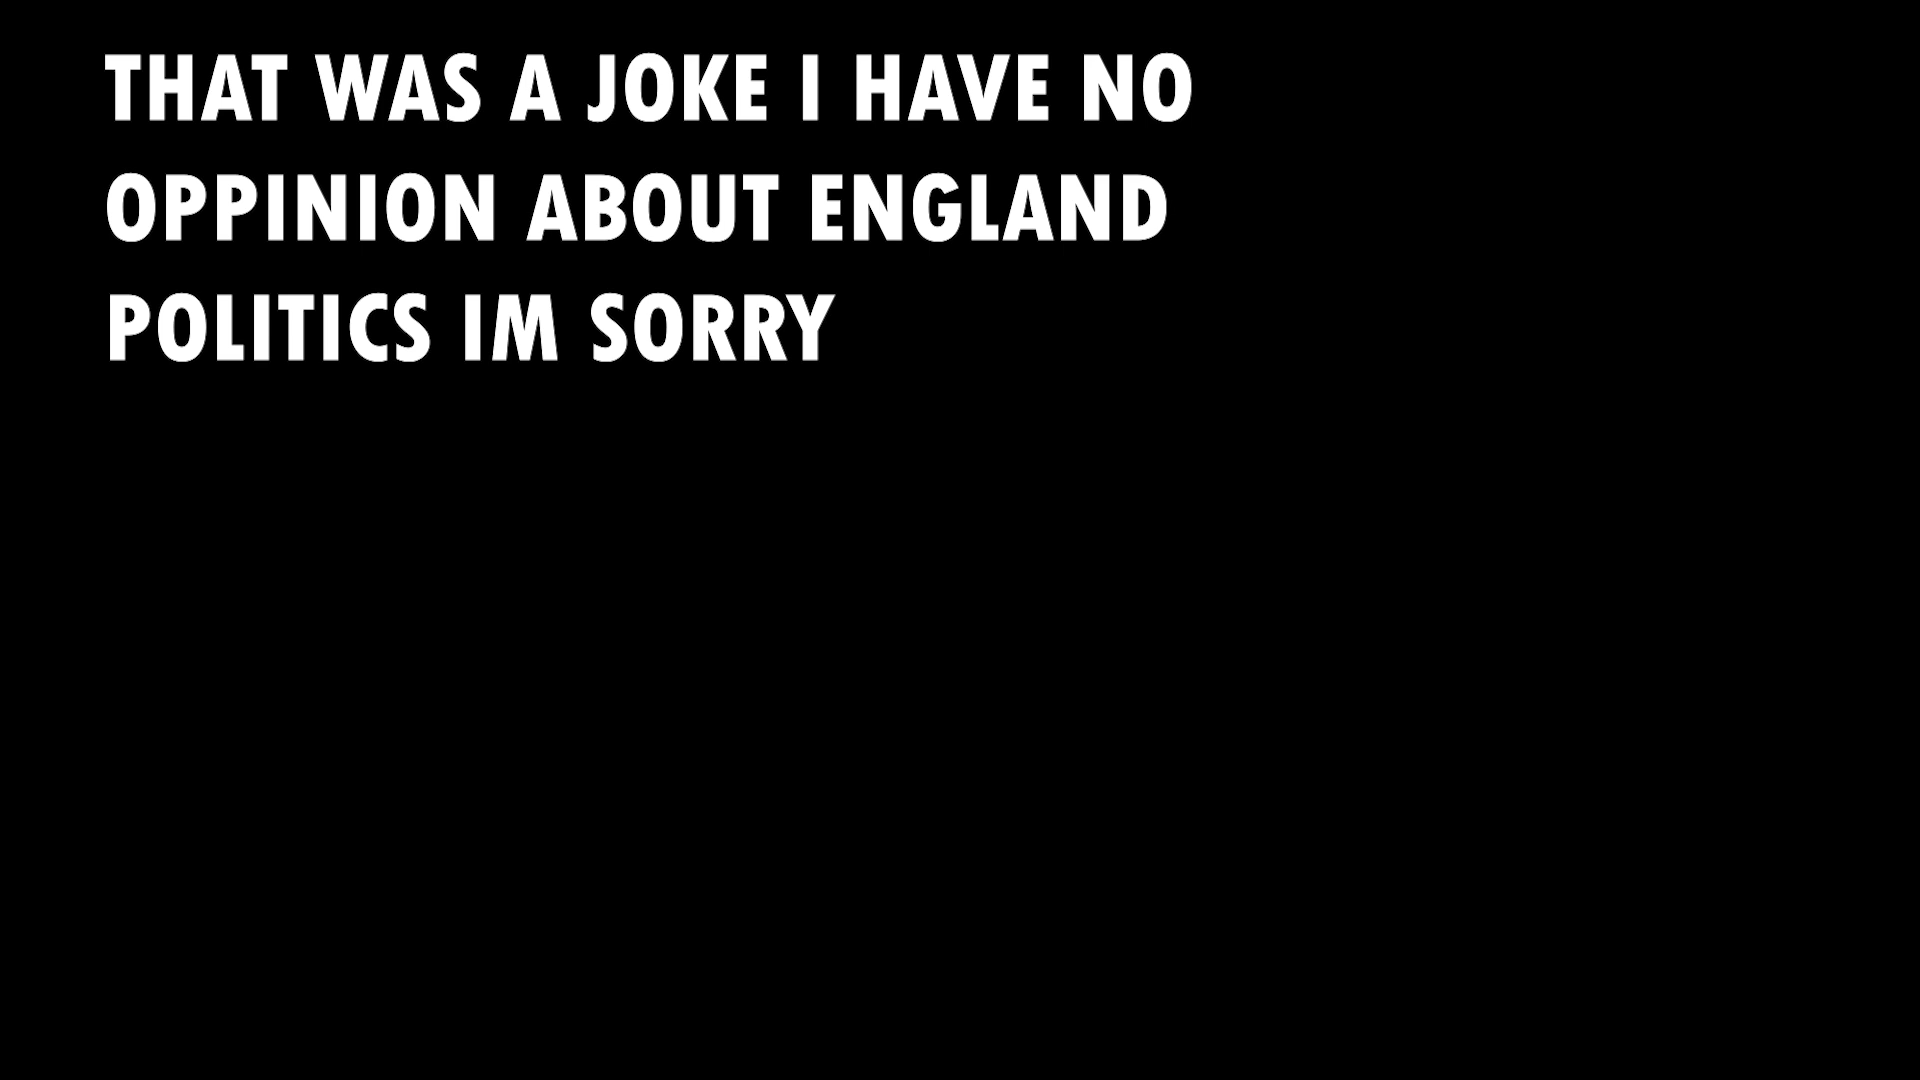 THAT WAS A JOKE I HAVE NO
OPPINION ABOUT ENGLAND
POLITICS IM SORRY